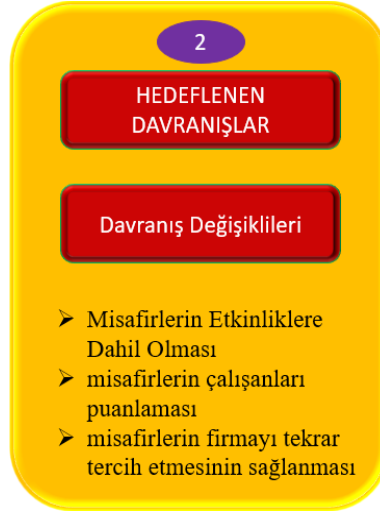 2
HEDEFLENEN
DAVRANIŞLAR
Davranış Değişiklileri
➤ Misafirlerin Etkinliklere
Dahil Olması
➤ misafirlerin çalışanları
puanlaması
➤ misafirlerin firmayı tekrar
tercih etmesinin sağlanması